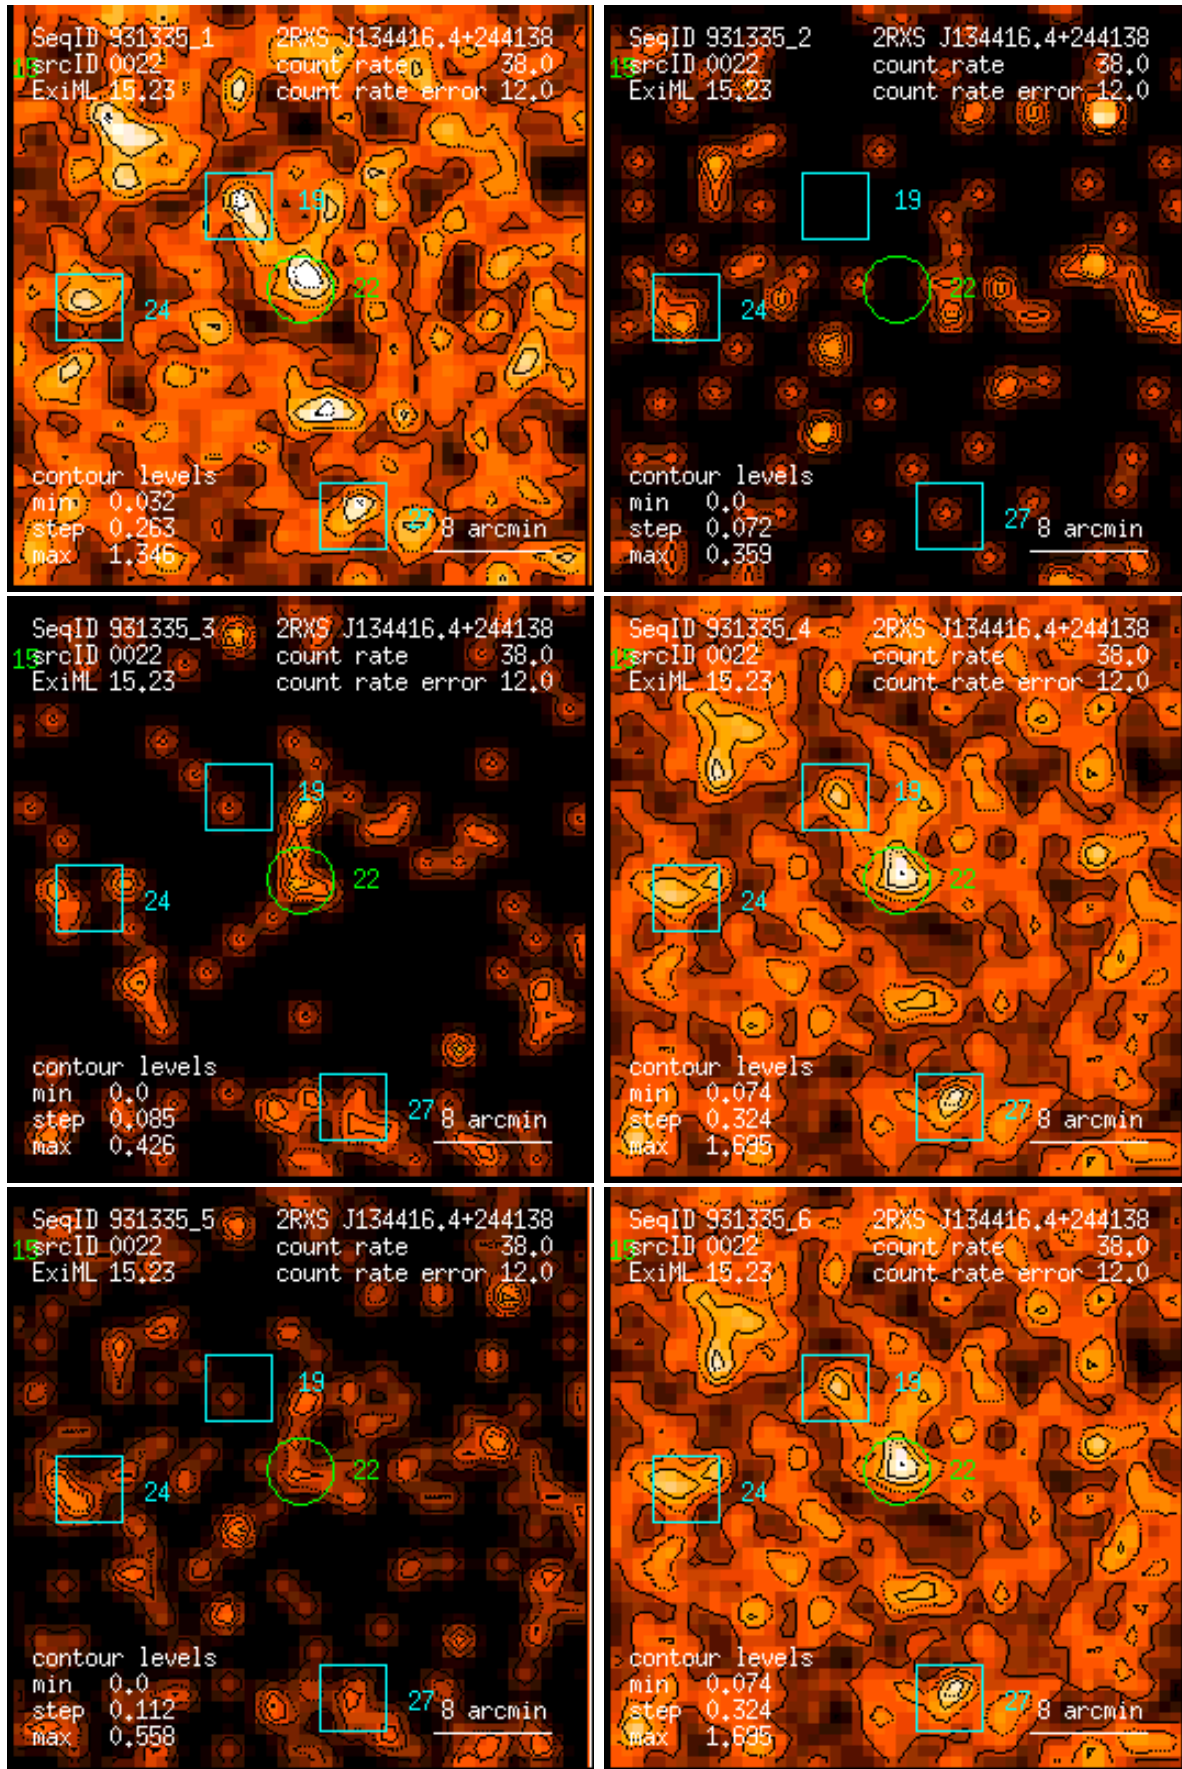 SeqID 931335_1 2RXS J134416.4+244138
15 srcID 0022 count rate 38.0
ExiML 15.23 count rate error 12.0
19
22
24
contour levels
min 0.032
step 0.263 27 8 arcmin
max 1.346
SeqID 931335_2 2RXS J134416.4+244138
15 srcID 0022 count rate 38.0
ExiML 15.23 count rate error 12.0
19
22
24
contour levels
min 0.0
step 0.072 27 8 arcmin
max 0.359
SeqID 931335_3 2RXS J134416.4+244138
15 srcID 0022 count rate 38.0
ExiML 15.23 count rate error 12.0
19
22
24
contour levels
min 0.0
step 0.085 27 8 arcmin
max 0.426
SeqID 931335_4 2RXS J134416.4+244138
15 srcID 0022 count rate 38.0
ExiML 15.23 count rate error 12.0
19
22
24
contour levels
min 0.074
step 0.324 27 8 arcmin
max 1.695
SeqID 931335_5 2RXS J134416.4+244138
15 srcID 0022 count rate 38.0
ExiML 15.23 count rate error 12.0
19
22
24
contour levels
min 0.0
step 0.112 27 8 arcmin
max 0.558
SeqID 931335_6 2RXS J134416.4+244138
15 srcID 0022 count rate 38.0
ExiML 15.23 count rate error 12.0
19
22
24
contour levels
min 0.074
step 0.324 27 8 arcmin
max 1.695